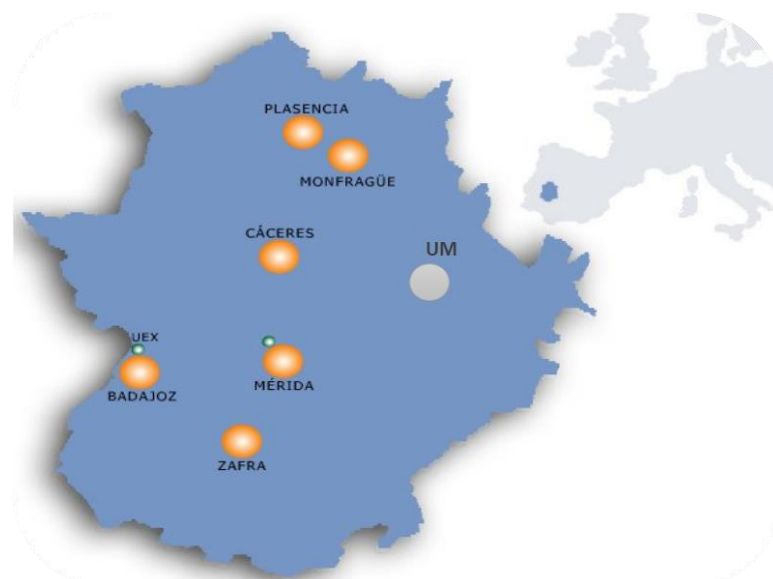 PLASENCIA
MONFRAGÜE
CÁCERES
UM
UEX
BADAJOZ
MÉRIDA
ZAFRA